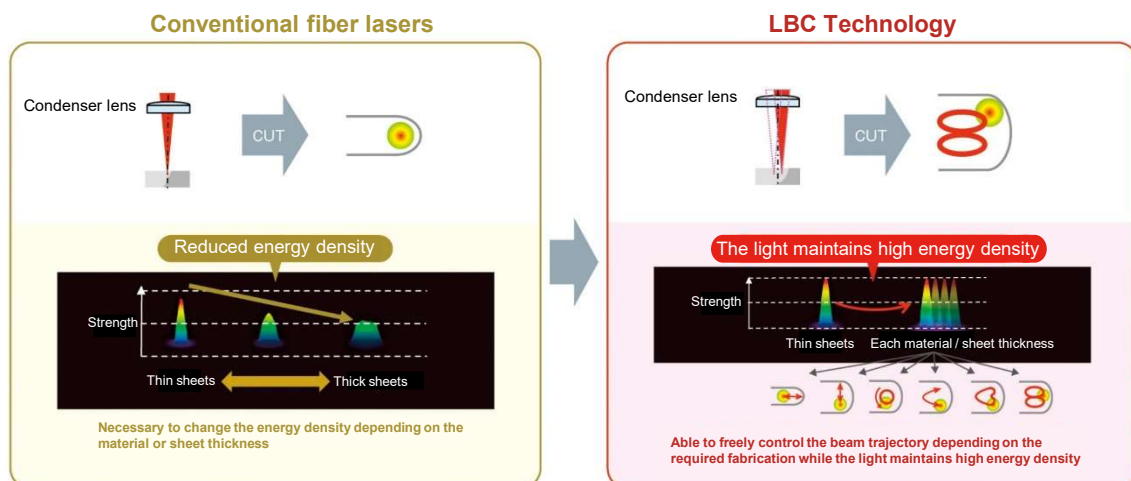 Conventional fiber lasers
Condenser lens
CUT
Reduced energy density
Strength
Thin sheets
Thick sheets
Necessary to change the energy density depending on the
material or sheet thickness
LBC Technology
Condenser lens
CUT
The light maintains high energy density
Strength
Thin sheets
Each material / sheet thickness
Able to freely control the beam trajectory depending on the
required fabrication while the light maintains high energy density